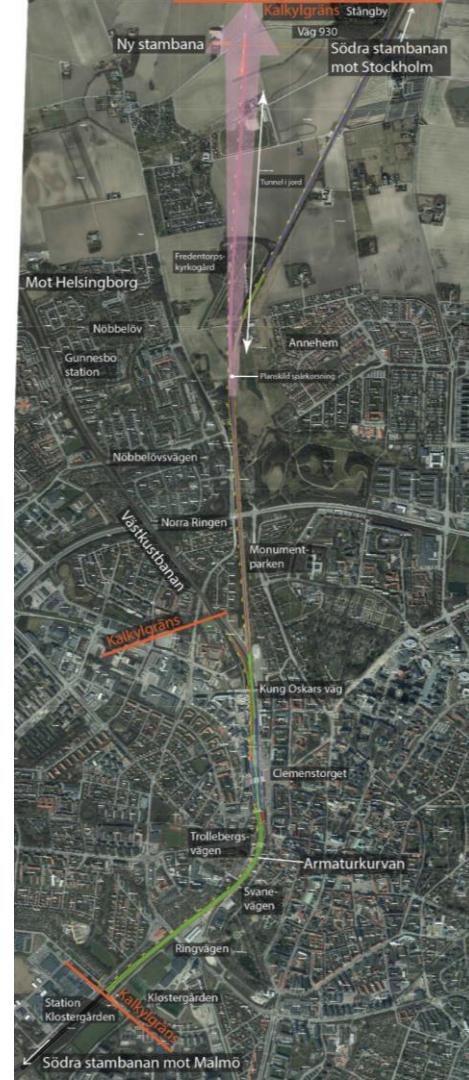 Kalkylgräns
Stångby
Väg 930
Ny stambana
Södra stambanan
mot Stockholm
Tunnel i jord
Fredentorps-
kyrkogård
Mot Helsingborg
Nöbbelöv
Annehem
Gunnesbo
station
Planskild spårkorsning
Nöbbelövsvägen
Västkustbanan
Norra Ringen
Monument-
parken
Kalkylgräns
Kung Oskars väg
Clemenstorget
Trollebergs-
vägen
Armaturkurvan
Svane-
vägen
Ringvägen
Kalkylgräns
Klostergården
Station
Klostergården
Södra stambanan mot Malmö